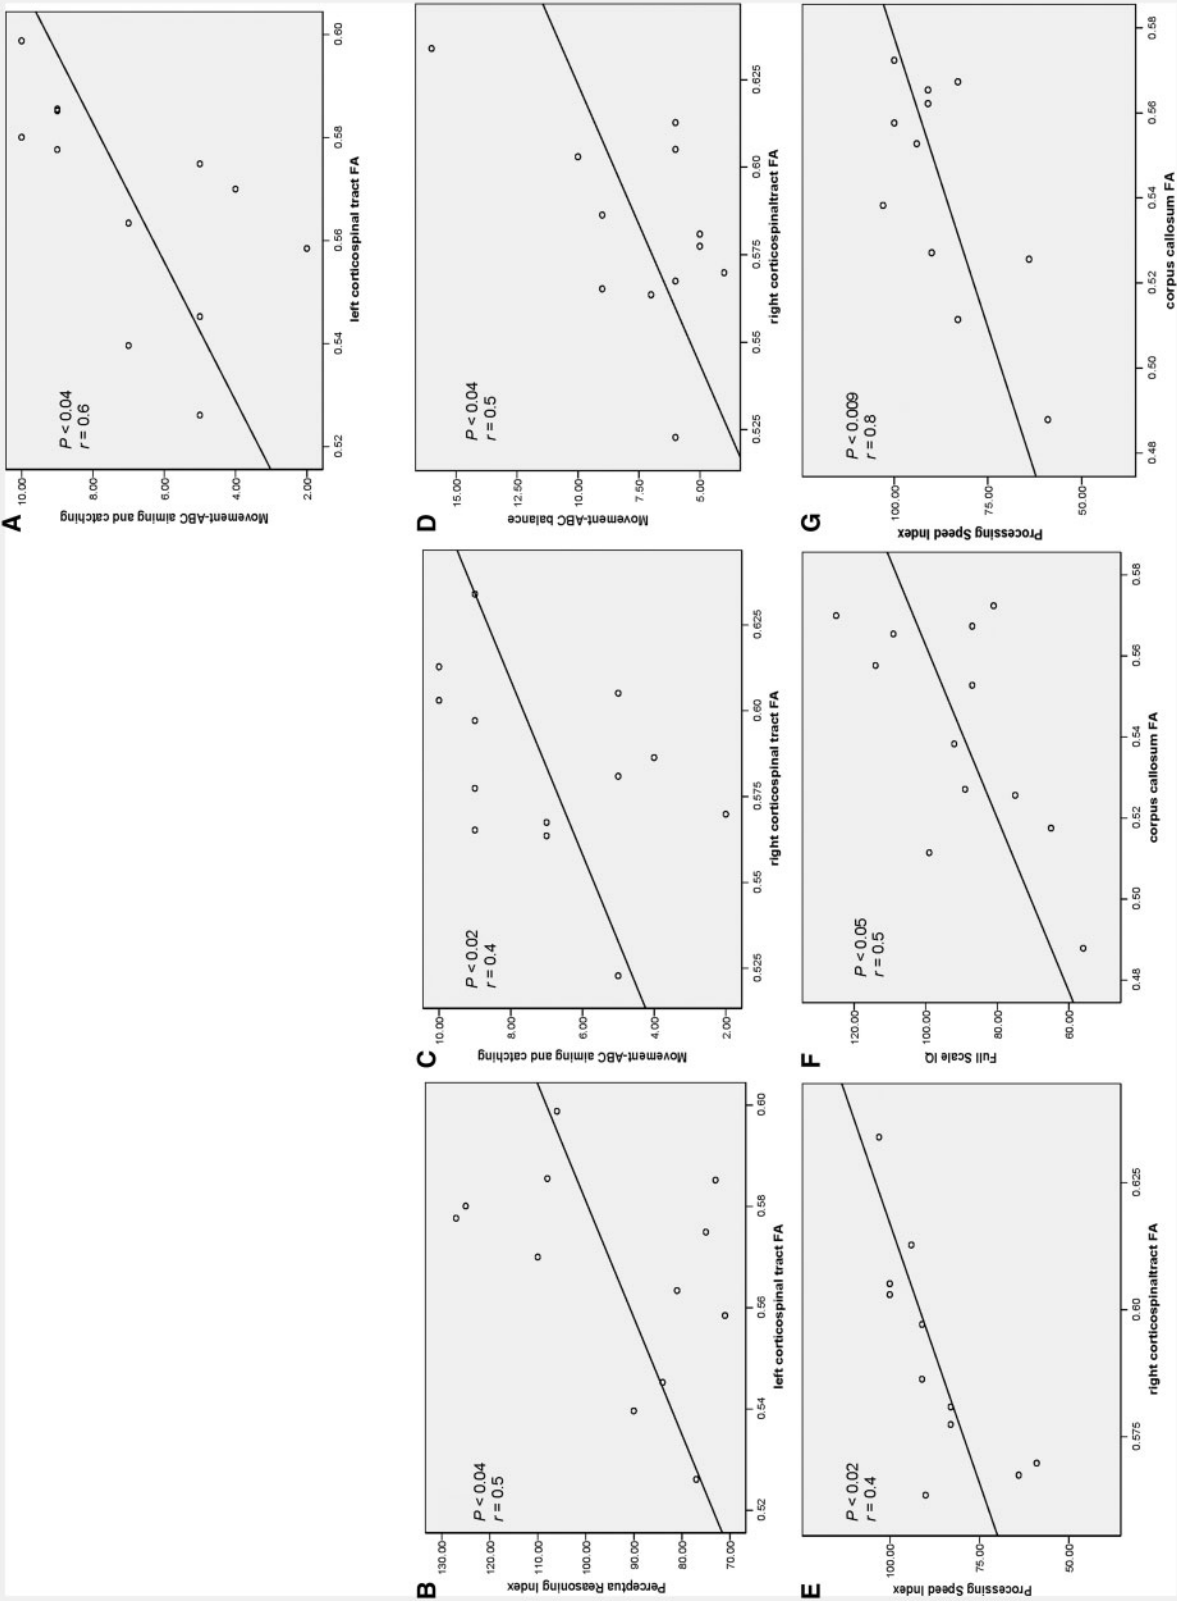 A
P < 0.04
r = 0.6
10.00
8.00
6.00
4.00
2.00
Movement-ABC aiming and catching
0.52
0.54
0.56
0.58
0.60
left corticospinal tract FA
B
P < 0.04
r = 0.5
130.00
120.00
110.00
100.00
90.00
80.00
70.00
Perceptua Reasoning Index
0.52
0.54
0.56
0.58
0.60
left corticospinal tract FA
C
P < 0.02
r = 0.4
10.00
8.00
6.00
4.00
2.00
Movement-ABC aiming and catching
0.525
0.55
0.575
0.60
0.625
right corticospinal tract FA
D
P < 0.04
r = 0.5
15.00
12.50
10.00
7.50
5.00
Movement-ABC balance
0.525
0.55
0.575
0.60
0.625
right corticospinaltract FA
E
P < 0.02
r = 0.4
100.00
75.00
50.00
Processing Speed Index
0.575
0.60
0.625
right corticospinaltract FA
F
P < 0.05
r = 0.5
120.00
100.00
80.00
60.00
Full Scale IQ
0.48
0.50
0.52
0.54
0.56
0.58
corpus callosum FA
G
P < 0.009
r = 0.8
100.00
75.00
50.00
Processing Speed Index
0.48
0.50
0.52
0.54
0.56
0.58
corpus callosum FA